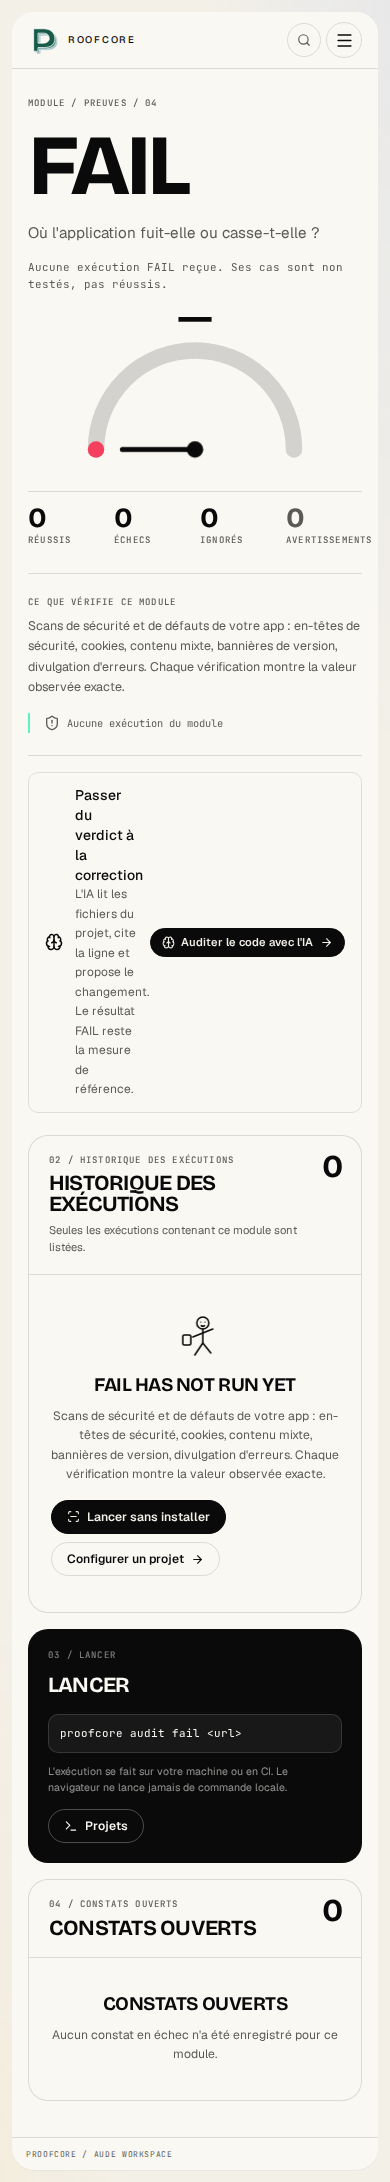 ROOFCORE
MODULE / PREUVES / 04
FAIL
Où l'application fuit-elle ou casse-t-elle ?
Aucune exécution FAIL reçue. Ses cas sont non
testés, pas réussis.
—
0
RÉUSSIS
0
ÉCHECS
0
IGNORÉS
0
AVERTISSEMENTS
CE QUE VÉRIFIE CE MODULE
Scans de sécurité et de défauts de votre app : en-têtes de
sécurité, cookies, contenu mixte, bannières de version,
divulgation d'erreurs. Chaque vérification montre la valeur
observée exacte.
Aucune exécution du module
Passer
du
verdict à
la
correction
L'IA lit les
fichiers du
projet, cite
la ligne et
propose le
changement.
Le résultat
FAIL reste
la mesure
de
référence.
Auditer le code avec l'IA
02 / HISTORIQUE DES EXÉCUTIONS
HISTORIQUE DES
EXÉCUTIONS
0
Seules les exécutions contenant ce module sont
listées.
FAIL HAS NOT RUN YET
Scans de sécurité et de défauts de votre app : en-
têtes de sécurité, cookies, contenu mixte,
bannières de version, divulgation d'erreurs. Chaque
vérification montre la valeur observée exacte.
Lancer sans installer
Configurer un projet
03 / LANCER
LANCER
proofcore audit fail <url>
L'exécution se fait sur votre machine ou en CI. Le
navigateur ne lance jamais de commande locale.
Projets
04 / CONSTATS OUVERTS
CONSTATS OUVERTS
0
CONSTATS OUVERTS
Aucun constat en échec n'a été enregistré pour ce
module.
PROOFCORE / AUDE WORKSPACE